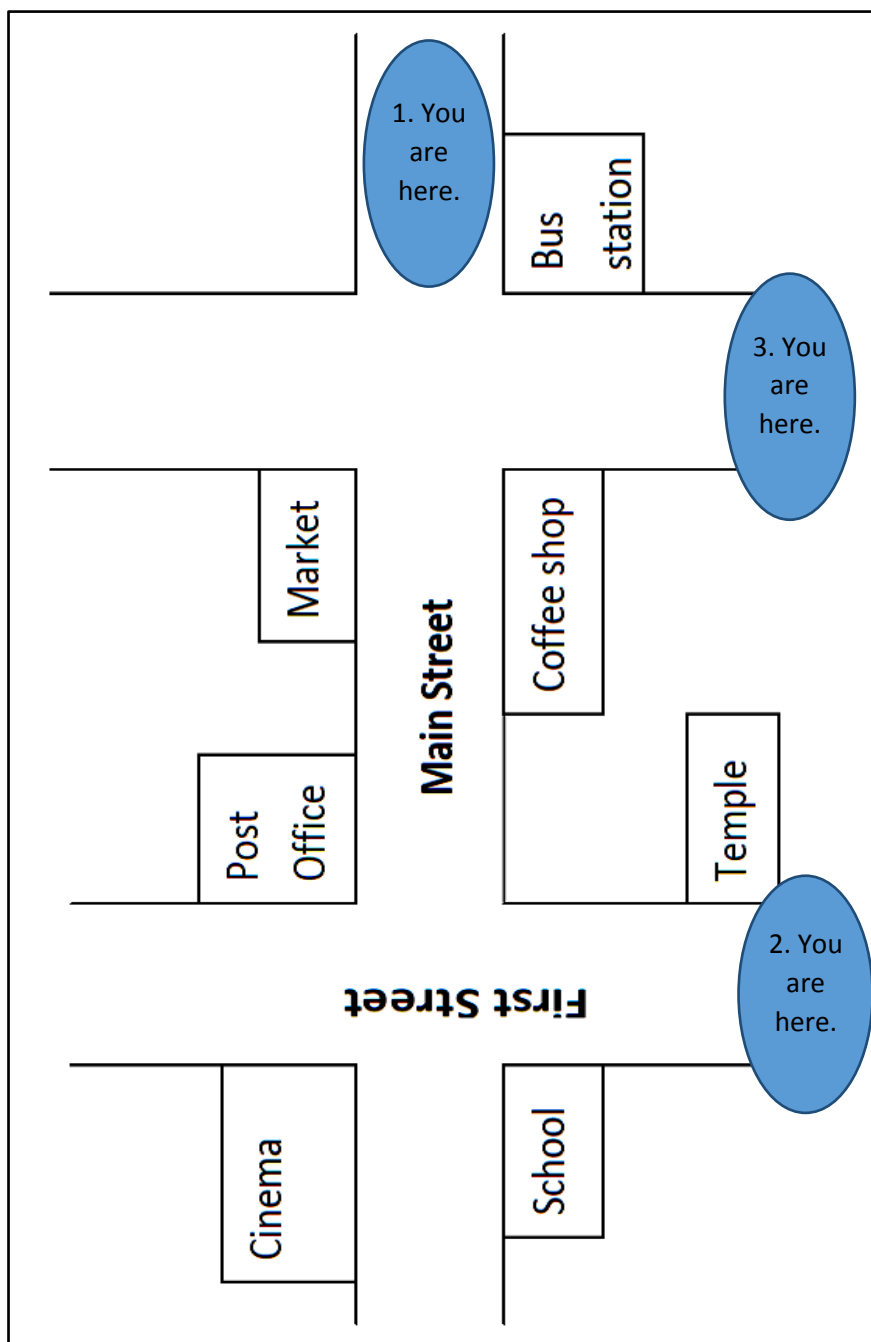 1. You
are
here.
Bus
station
3. You
are
here.
Market
Coffee shop
Main Street
Post
Office
Temple
2. You
are
here.
First Street
Cinema
School